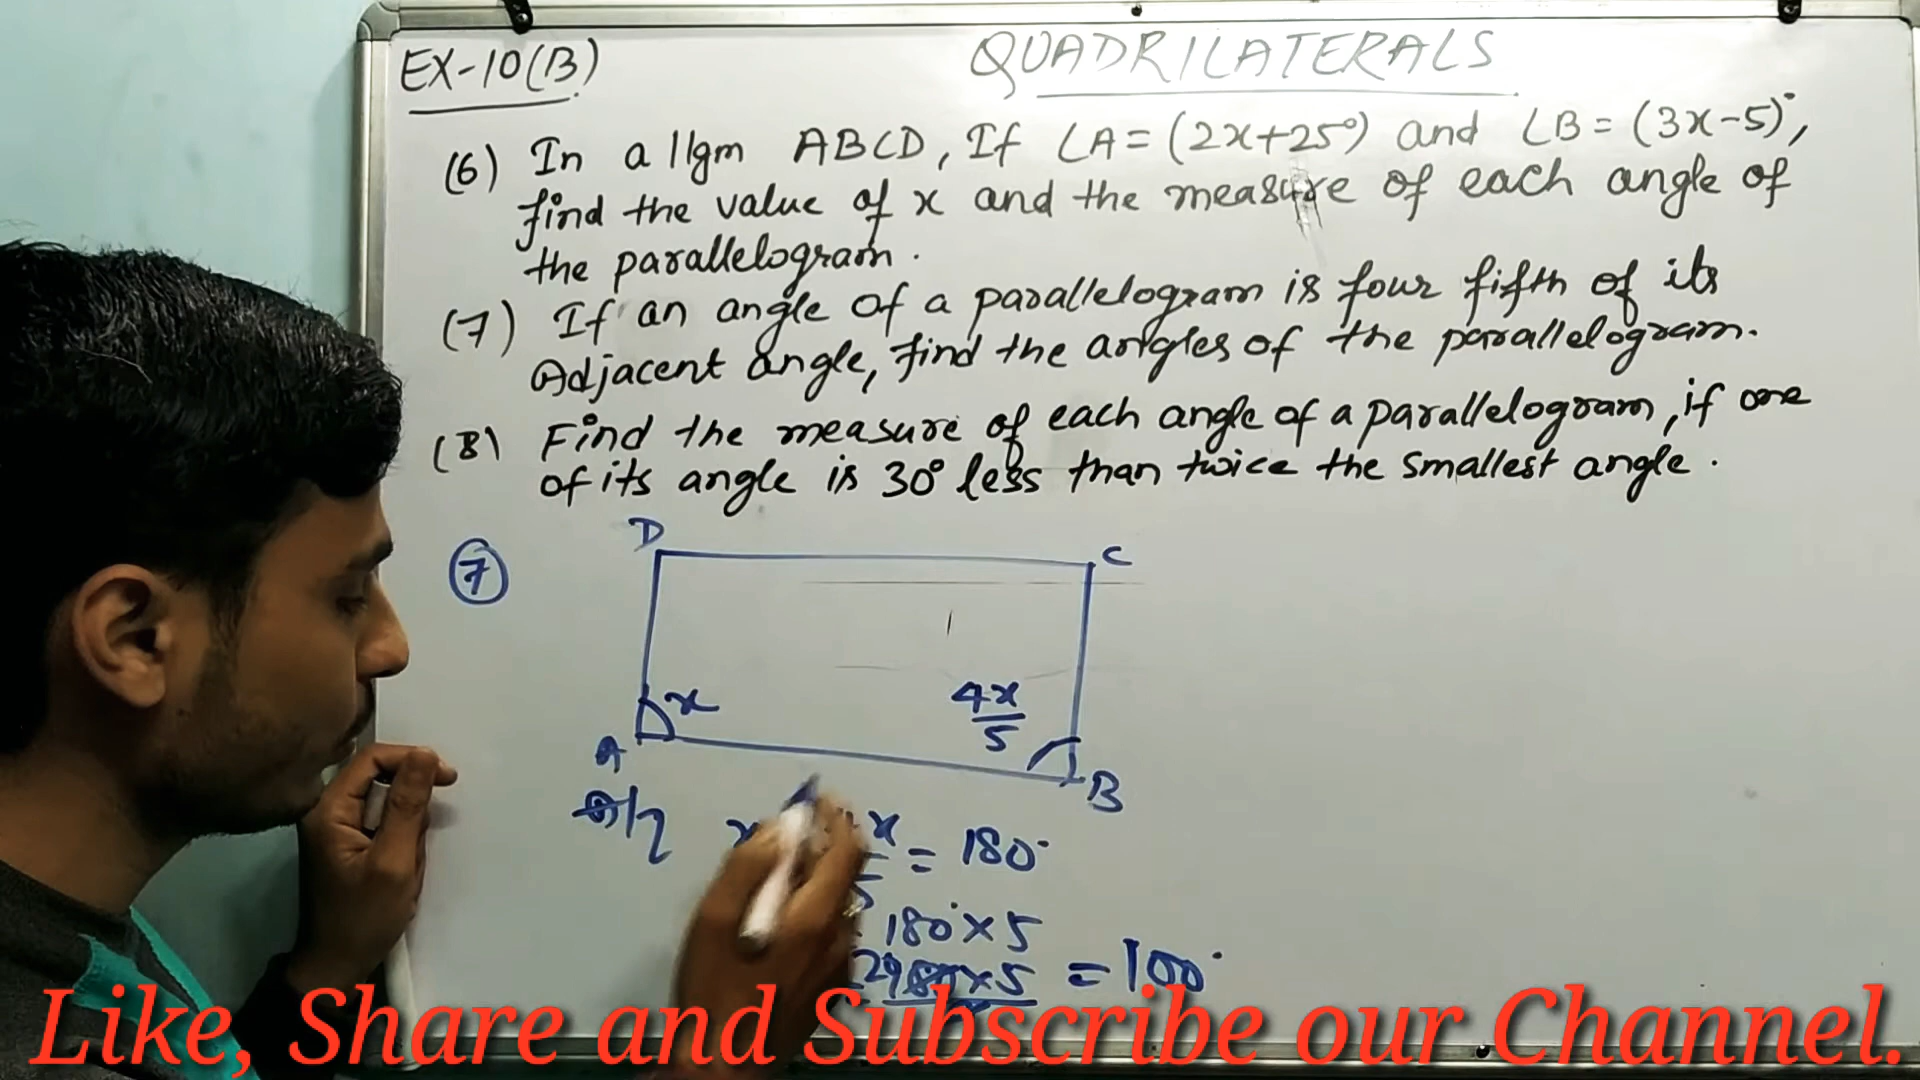 EX-10(B)
QUADRILATERALS
(6) In a llgm ABCD, If ∠A = (2x+25°) and ∠B = (3x-5)°,
find the value of x and the measure of each angle of
the parallelogram.
(7) If an angle of a parallelogram is four fifth of its
Adjacent angle, find the angles of the parallelogram.
(8) Find the measure of each angle of a parallelogram, if one
of its angle is 30° less than twice the smallest angle.
7
D
C
x
4x
5
A
B
x = 180°
180° x 5
x 5 = 100°
Like, Share and Subscribe our Channel.